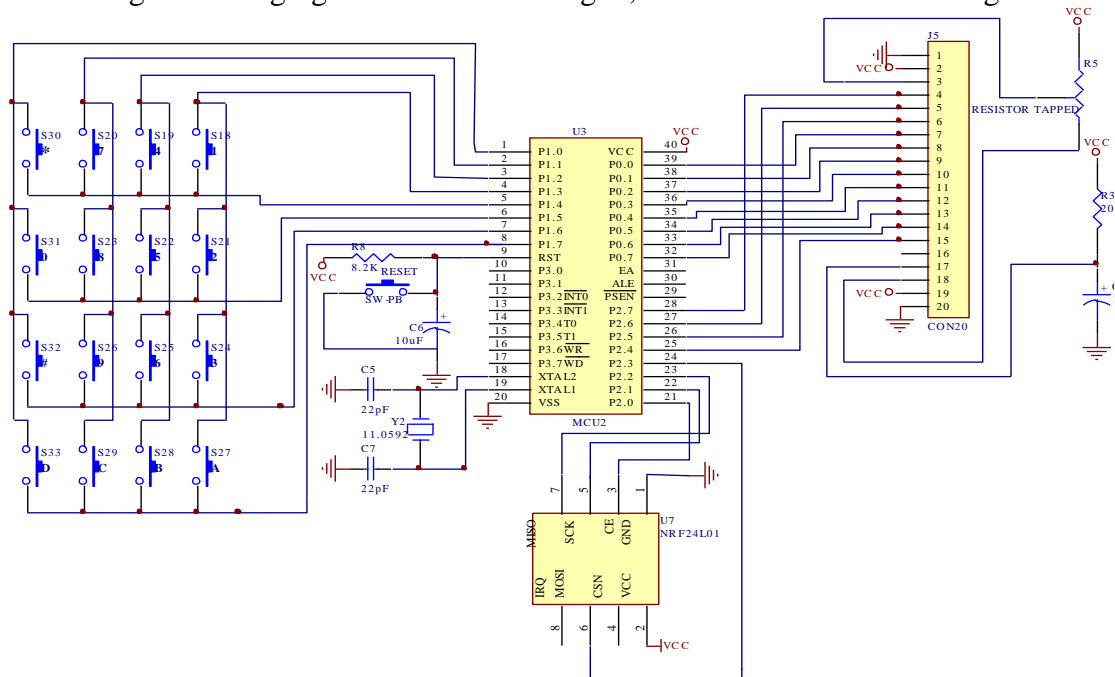 VCC
J5
1
VCC 2
3
R5
4
5
RESISTOR TAPPED
6
7
8
9
10
11
12
13
14
15
16
17
18
VCC 19
20
CON20
VCC
R3
20
S30 S20 S19 S18
* 7 4 1
S31 S23 S22 S21
0 8 5 2
S32 S26 S25 S24
# 9 6 3
S33 S29 S28 S27
D C B A
U3
VCC
1 P1.0 VCC 40
2 P1.1 P0.0 39
3 P1.2 P0.1 38
4 P1.3 P0.2 37
5 P1.4 P0.3 36
6 P1.5 P0.4 35
7 P1.6 P0.5 34
8 P1.7 P0.6 33
9 RST P0.7 32
10 P3.0 EA 31
11 P3.1 ALE 30
12 P3.2INT0 PSEN 29
13 P3.3INT1 P2.7 28
14 P3.4T0 P2.6 27
15 P3.5T1 P2.5 26
16 P3.6WR P2.4 25
17 P3.7WD P2.3 24
18 XTAL2 P2.2 23
19 XTAL1 P2.1 22
20 VSS P2.0 21
MCU2
R8
8.2K
VCC
RESET
SW-PB
C6
10uF
C5
22pF
Y2
11.0592
C7
22pF
7 5 3 1
MISO SCK CE GND
U7
NRF24L01
IRQ MOSI CSN VCC
8 6 4 2
VCC